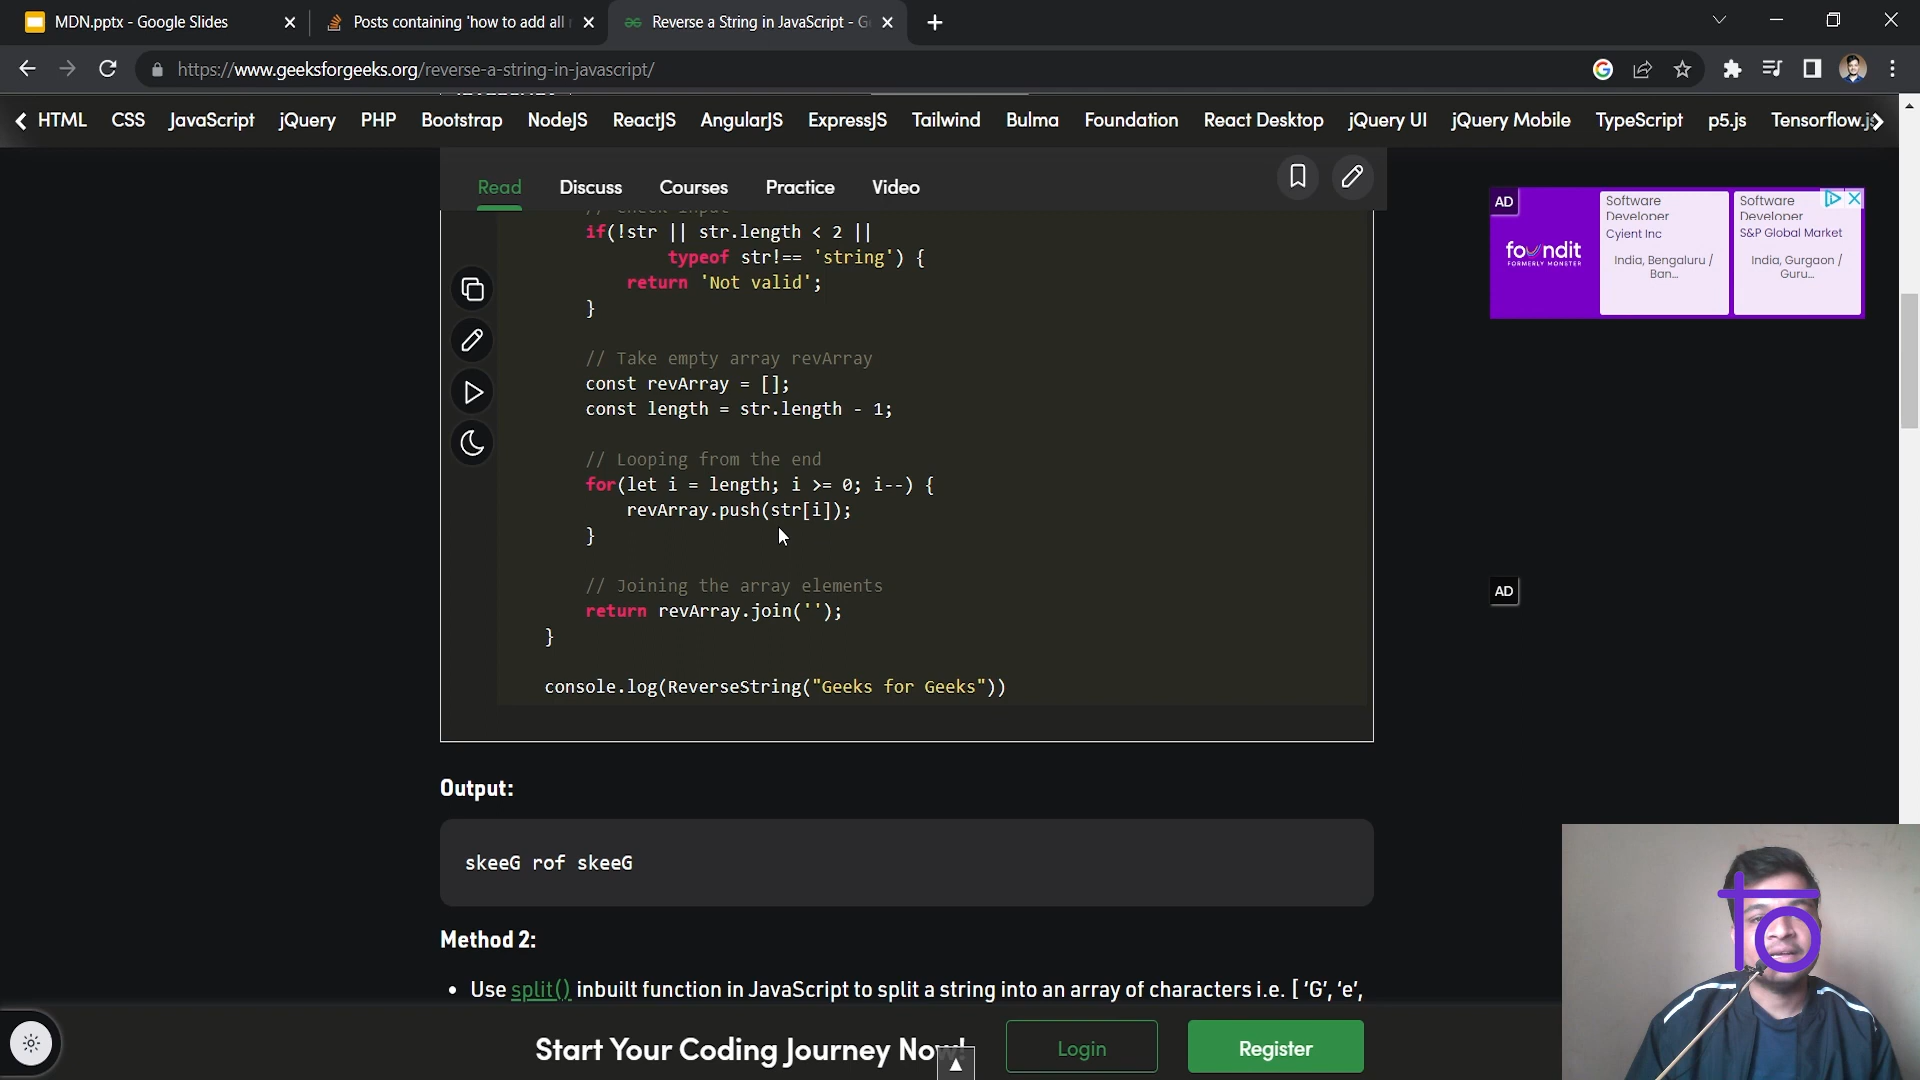 MDN.pptx - Google Slides
Posts containing 'how to add all
Reverse a String in JavaScript - G
https://www.geeksforgeeks.org/reverse-a-string-in-javascript/
HTML CSS JavaScript jQuery PHP Bootstrap NodeJS ReactJS AngularJS ExpressJS Tailwind Bulma Foundation React Desktop jQuery UI jQuery Mobile TypeScript p5.js Tensorflow.js
Read Discuss Courses Practice Video
// Check input
if(!str || str.length < 2 ||
typeof str!== 'string') {
return 'Not valid';
}
// Take empty array revArray
const revArray = [];
const length = str.length - 1;
// Looping from the end
for(let i = length; i >= 0; i--) {
revArray.push(str[i]);
}
// Joining the array elements
return revArray.join('');
}
console.log(ReverseString("Geeks for Geeks"))
Output:
skeeG rof skeeG
Method 2:
• Use split() inbuilt function in JavaScript to split a string into an array of characters i.e. [ 'G', 'e',
Start Your Coding Journey Now!
Login
Register
AD
foundit
FORMERLY MONSTER
Software
Developer
Cyient Inc
India, Bengaluru /
Ban...
Software
Developer
S&P Global Market
India, Gurgaon /
Guru...
AD
to